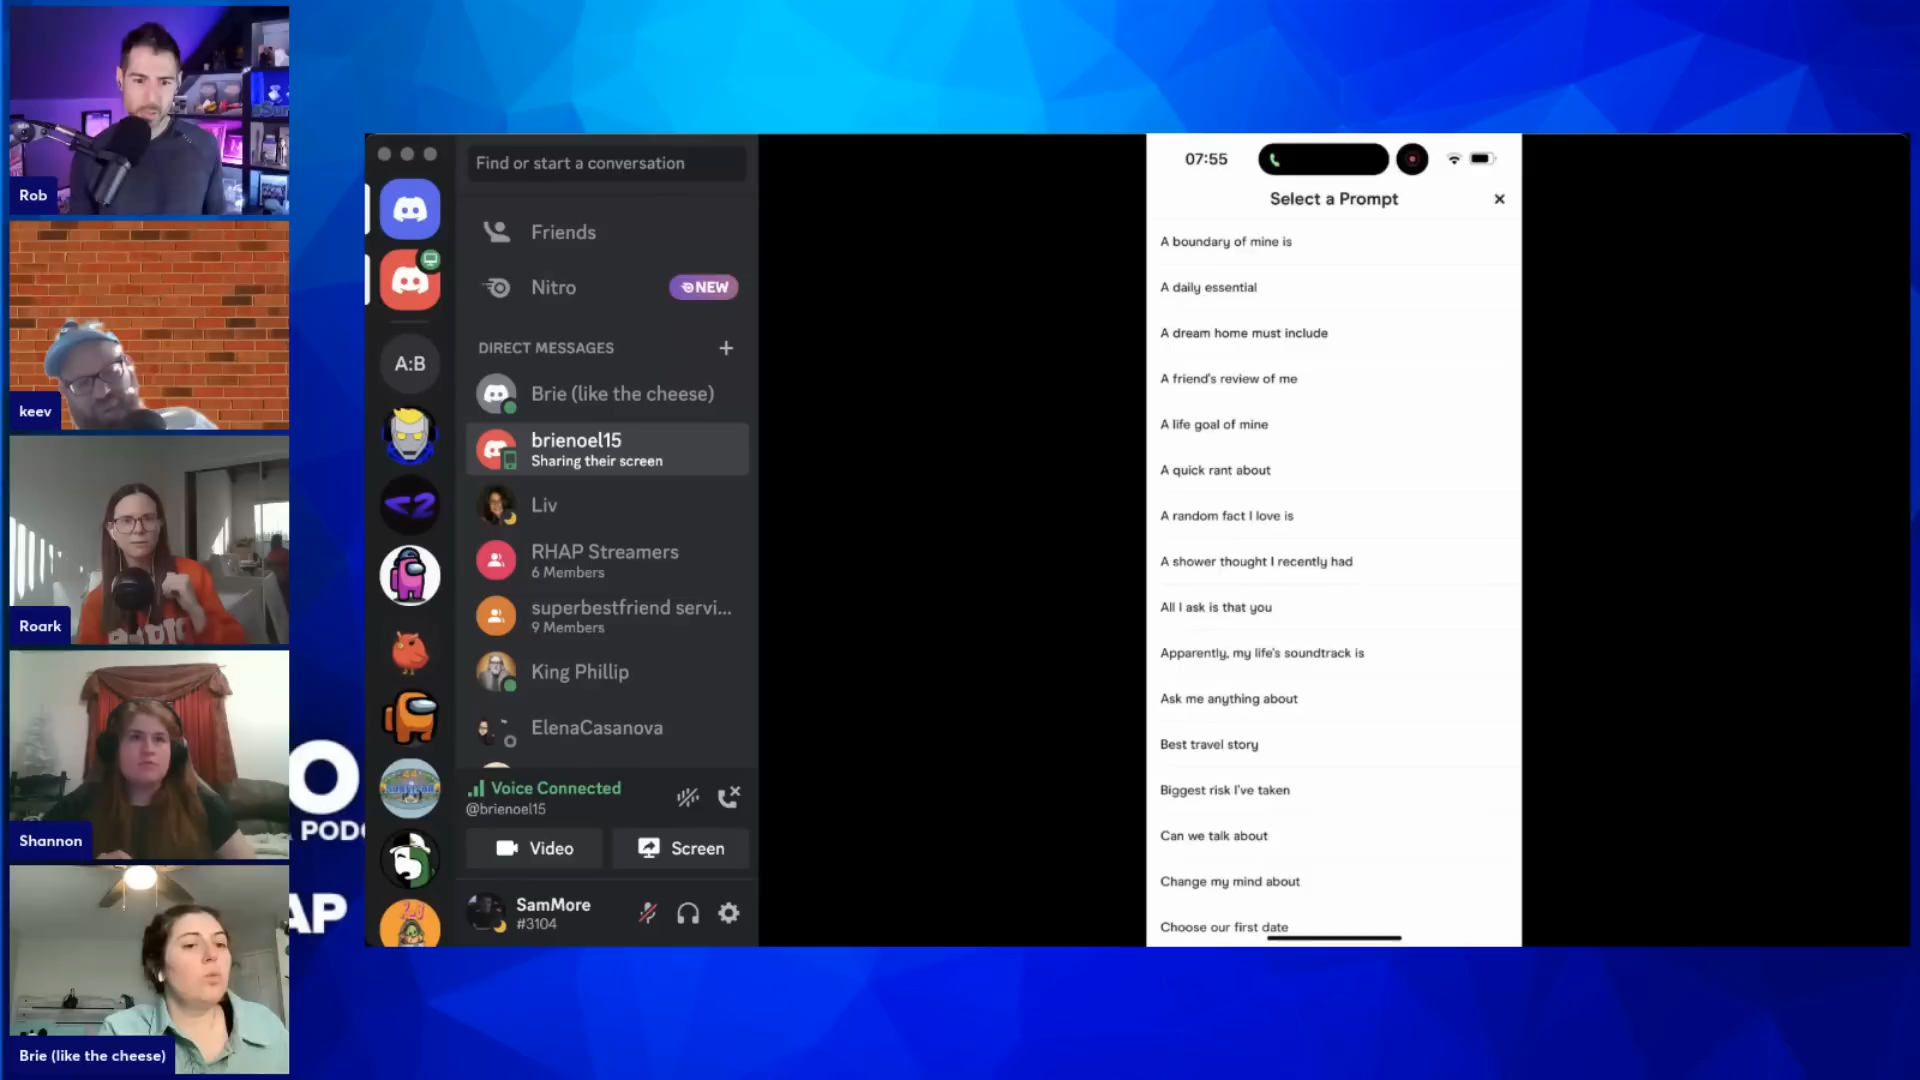 Rob
keev
Roark
Shannon
Brie (like the cheese)
O
PODC
AP
Find or start a conversation
Friends
Nitro
NEW
DIRECT MESSAGES
A:B
Brie (like the cheese)
brienoel15
Sharing their screen
<2
Liv
RHAP Streamers
6 Members
superbestfriend servi...
9 Members
King Phillip
ElenaCasanova
Voice Connected
@brienoel15
Video
Screen
SamMore
#3104
07:55
Select a Prompt
A boundary of mine is
A daily essential
A dream home must include
A friend's review of me
A life goal of mine
A quick rant about
A random fact I love is
A shower thought I recently had
All I ask is that you
Apparently, my life's soundtrack is
Ask me anything about
Best travel story
Biggest risk I've taken
Can we talk about
Change my mind about
Choose our first date